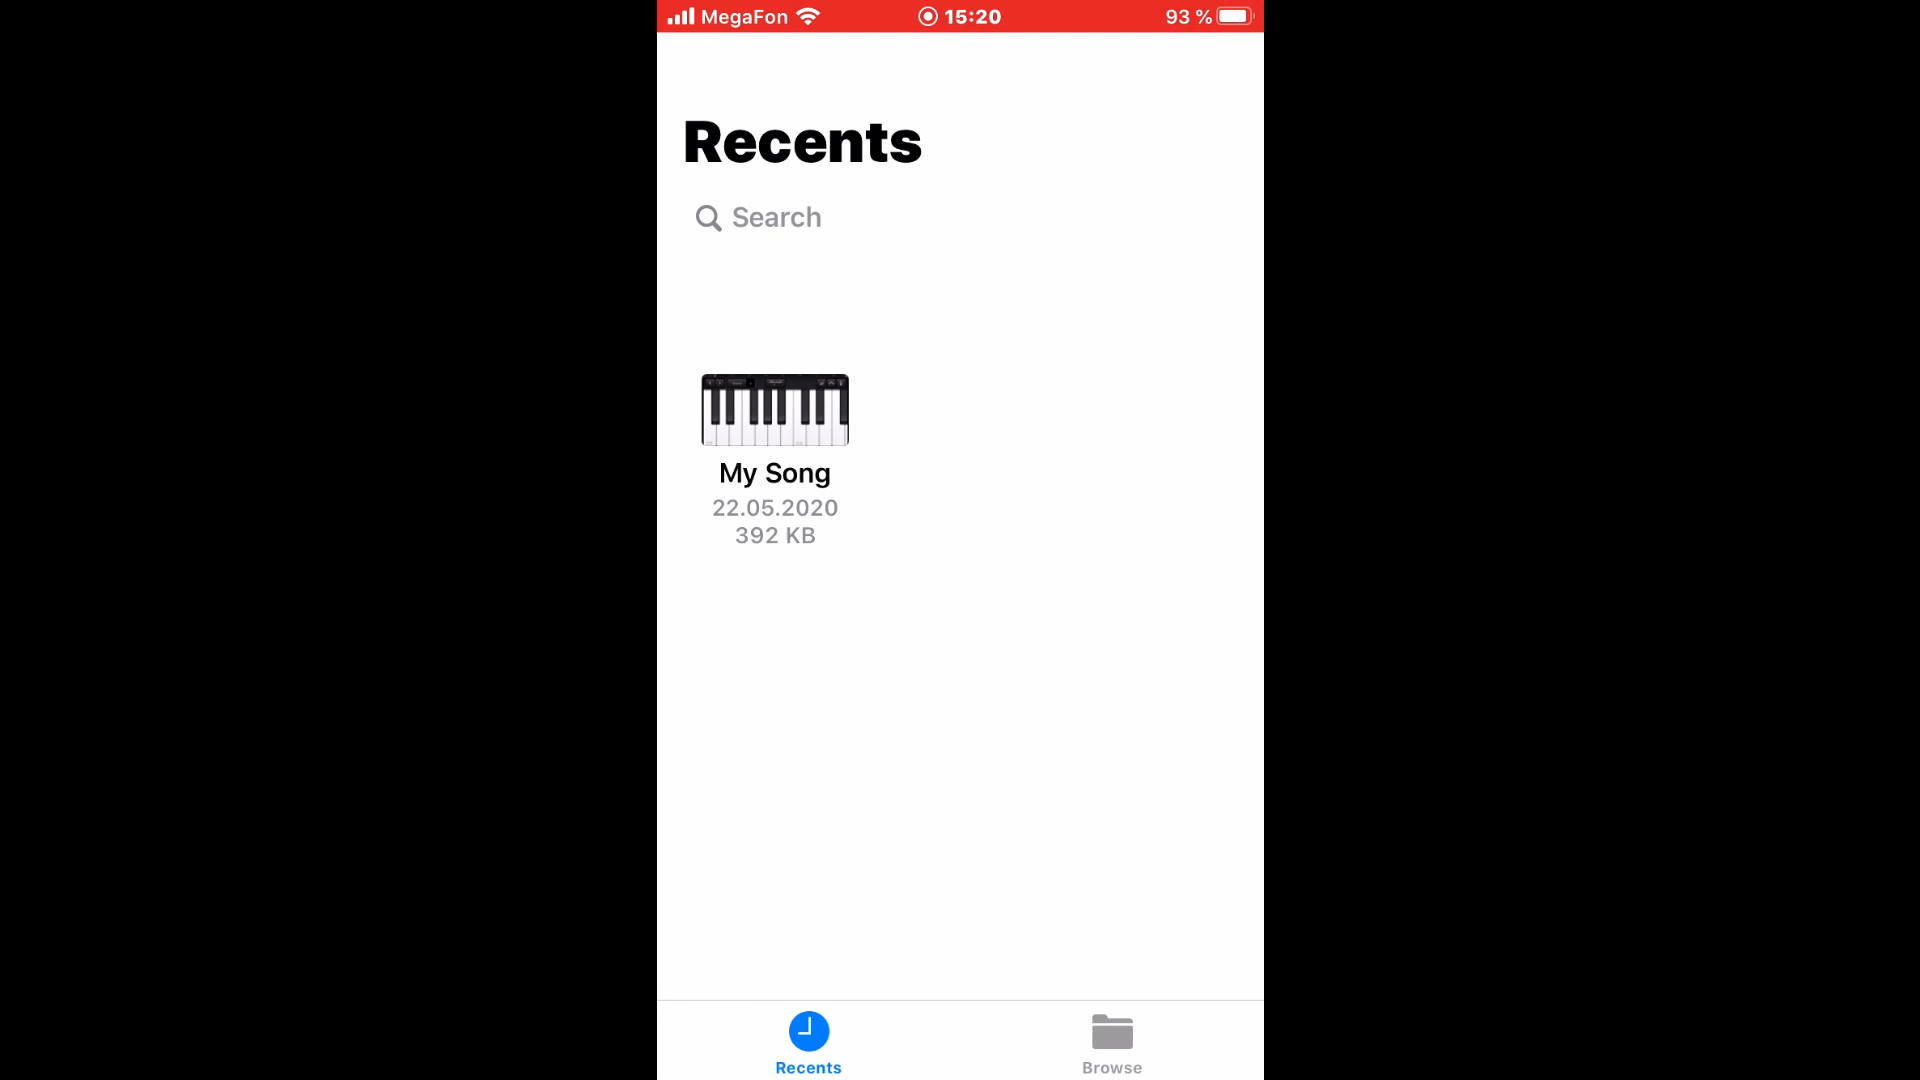 MegaFon 15:20 93 %
Recents
Search
My Song
22.05.2020
392 KB
Recents Browse